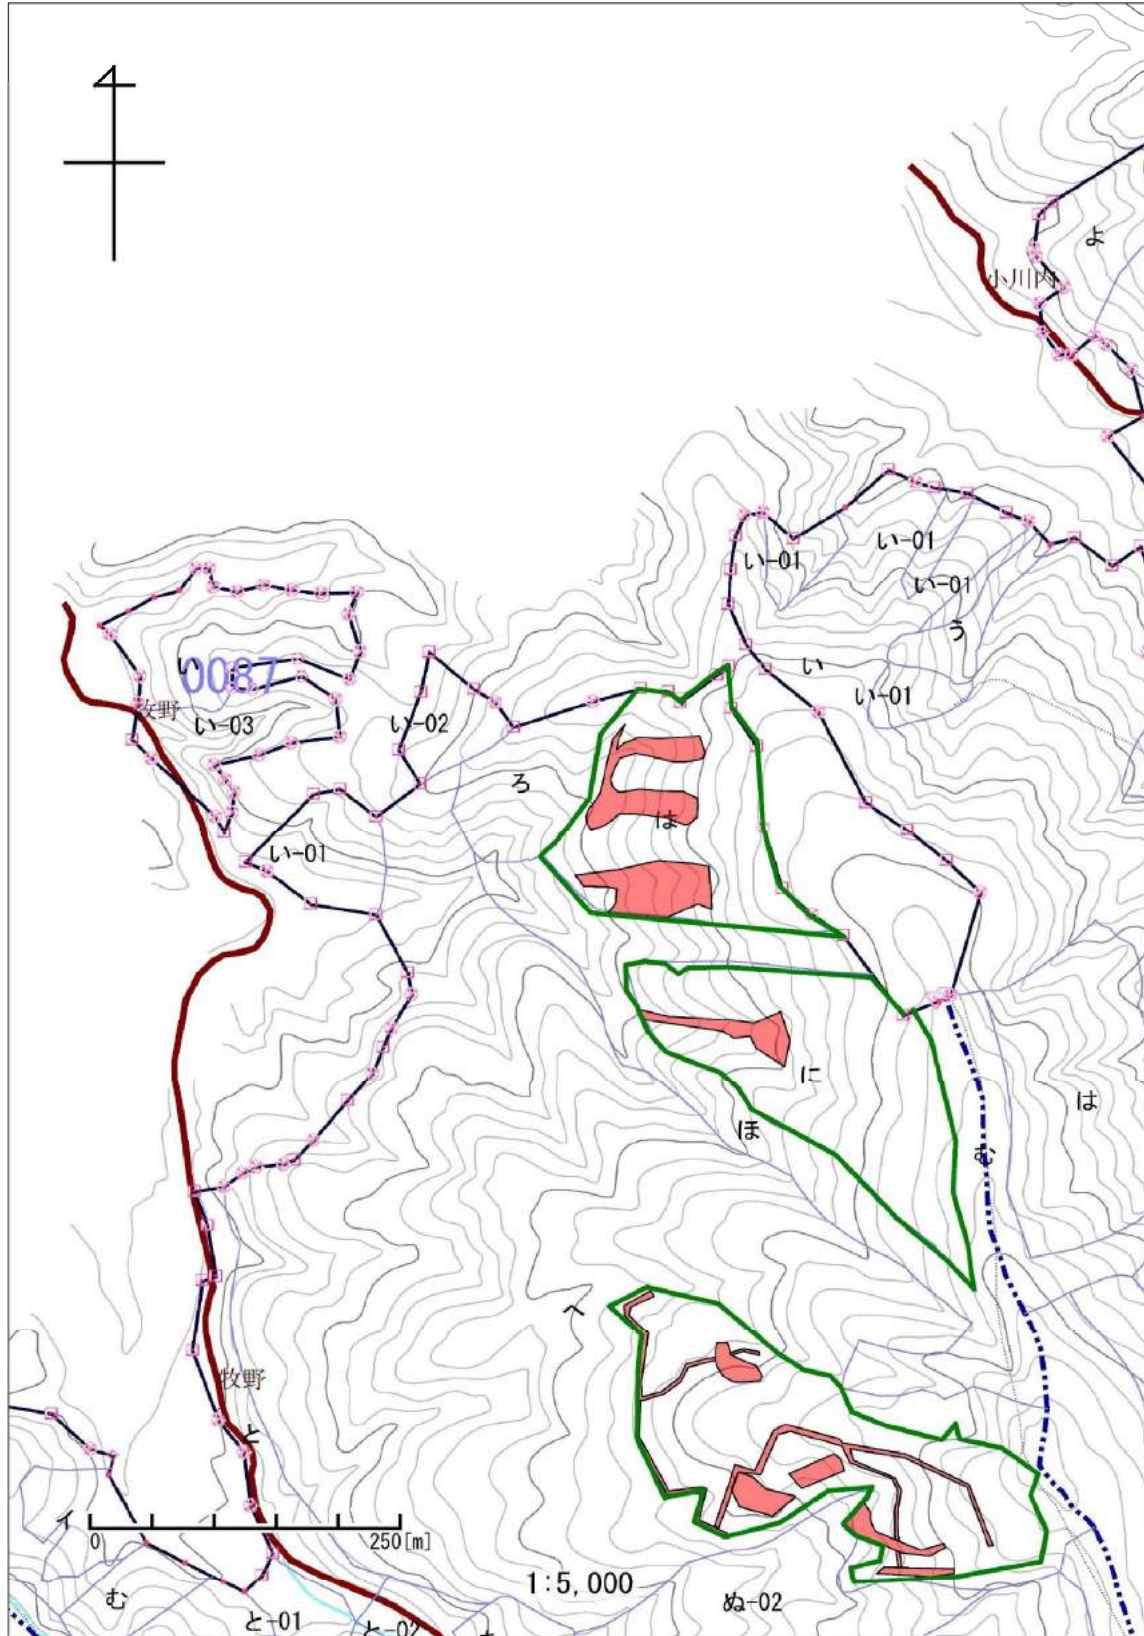 よ
小川内
い-01
い-01
い-01
う
い
0087
牧野
い-03
い-02
い-01
ろ
は
い-01
に
は
ほ
む
へ
牧野
と
イ
0
250[m]
1:5,000
む
と-01
と-02
ぬ-02